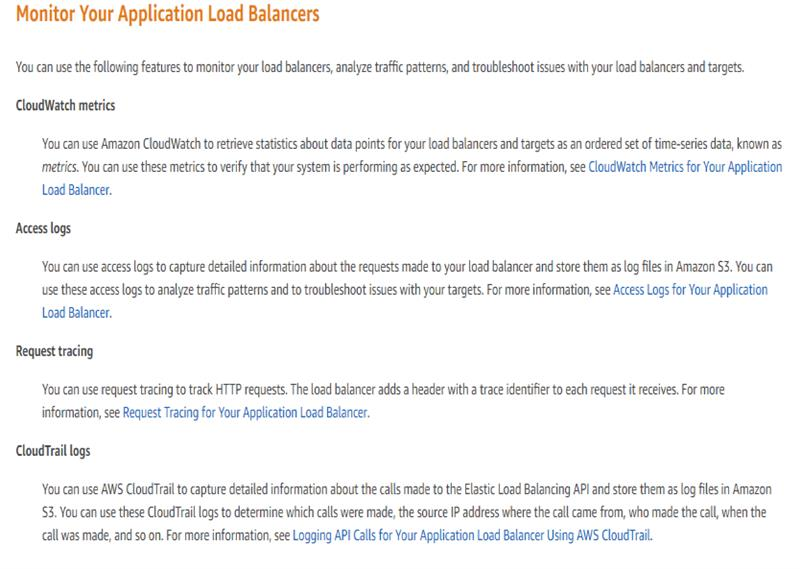 Monitor Your Application Load Balancers
You can use the following features to monitor your load balancers, analyze traffic patterns, and troubleshoot issues with your load balancers and targets.
CloudWatch metrics
You can use Amazon CloudWatch to retrieve statistics about data points for your load balancers and targets as an ordered set of time-series data, known as
metrics. You can use these metrics to verify that your system is performing as expected. For more information, see CloudWatch Metrics for Your Application
Load Balancer.
Access logs
You can use access logs to capture detailed information about the requests made to your load balancer and store them as log files in Amazon S3. You can
use these access logs to analyze traffic patterns and to troubleshoot issues with your targets. For more information, see Access Logs for Your Application
Load Balancer.
Request tracing
You can use request tracing to track HTTP requests. The load balancer adds a header with a trace identifier to each request it receives. For more
information, see Request Tracing for Your Application Load Balancer.
CloudTrail logs
You can use AWS CloudTrail to capture detailed information about the calls made to the Elastic Load Balancing API and store them as log files in Amazon
S3. You can use these CloudTrail logs to determine which calls were made, the source IP address where the call came from, who made the call, when the
call was made, and so on. For more information, see Logging API Calls for Your Application Load Balancer Using AWS CloudTrail.